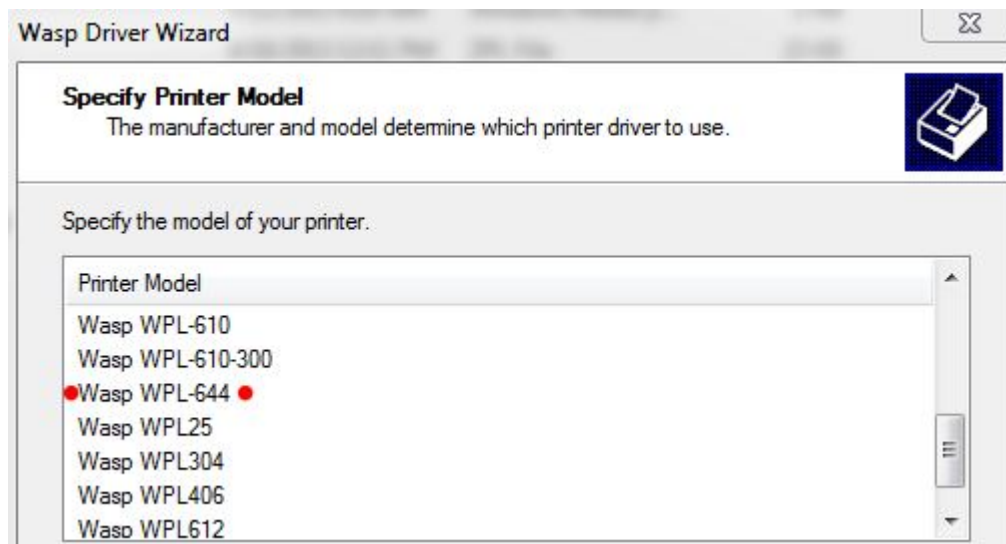 Wasp Driver Wizard
Specify Printer Model
The manufacturer and model determine which printer driver to use.
Specify the model of your printer.
Printer Model
Wasp WPL-610
Wasp WPL-610-300
Wasp WPL-644
Wasp WPL25
Wasp WPL304
Wasp WPL406
Wasp WPL612